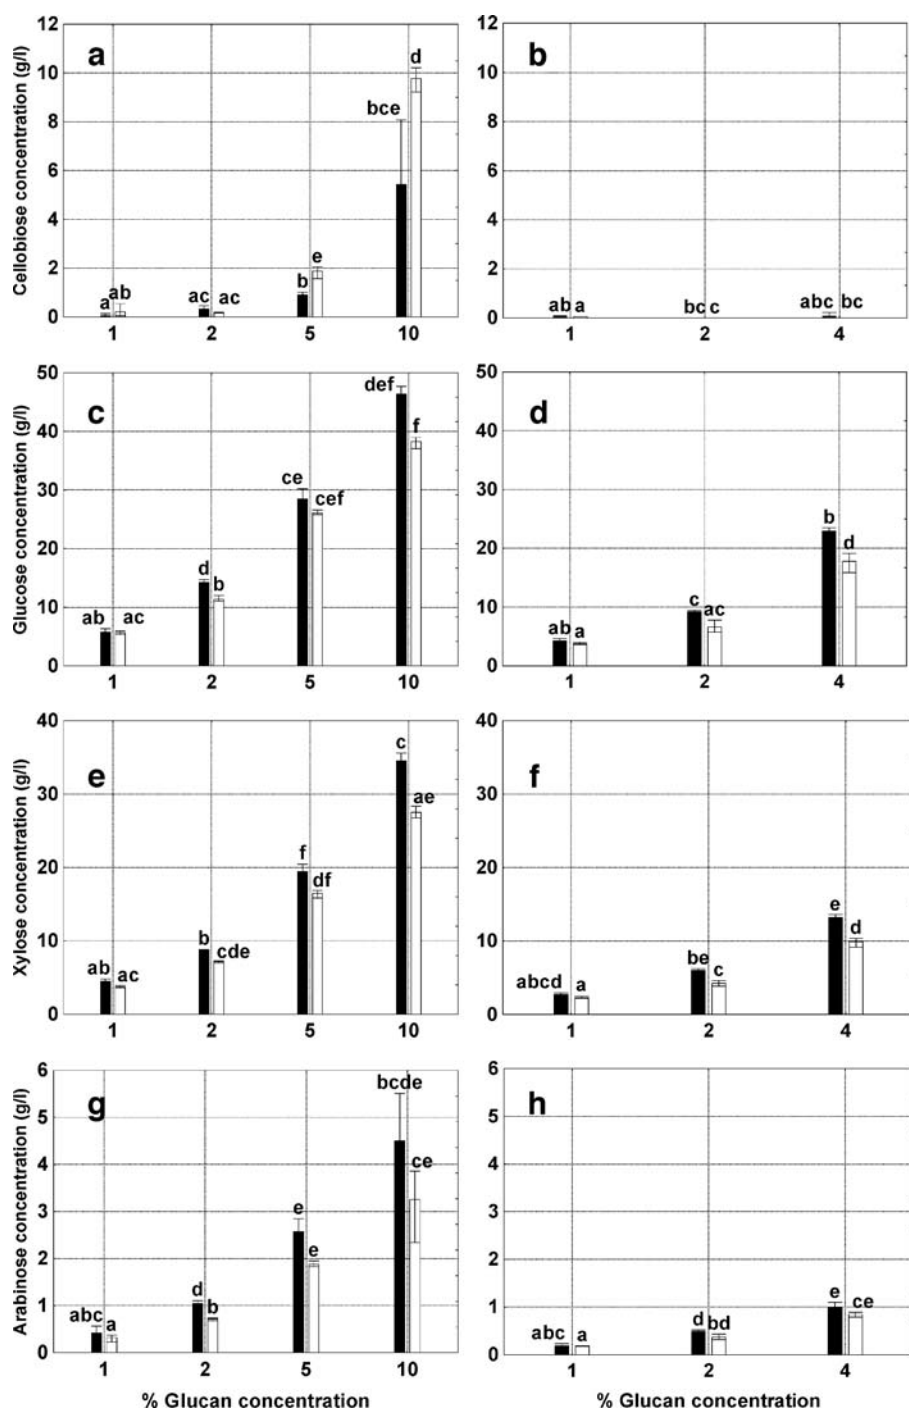 Cellobiose concentration (g/l)
12
10
8
6
4
2
0
a
a
ab
ac
ac
b
e
bce
d
1
2
5
10
12
10
8
6
4
2
0
b
ab
a
bc
c
abc
bc
1
2
4
Glucose concentration (g/l)
50
40
30
20
10
0
c
ab
ac
d
b
ce
cef
def
f
1
2
5
10
50
40
30
20
10
0
d
ab
a
c
ac
b
d
1
2
4
Xylose concentration (g/l)
40
30
20
10
0
e
ab
ac
b
cde
f
df
c
ae
1
2
5
10
40
30
20
10
0
f
abcd
a
be
c
e
d
1
2
4
Arabinose concentration (g/l)
6
5
4
3
2
1
0
g
abc
a
d
b
e
e
bcde
ce
1
2
5
10
% Glucan concentration
6
5
4
3
2
1
0
h
abc
a
d
bd
e
ce
1
2
4
% Glucan concentration